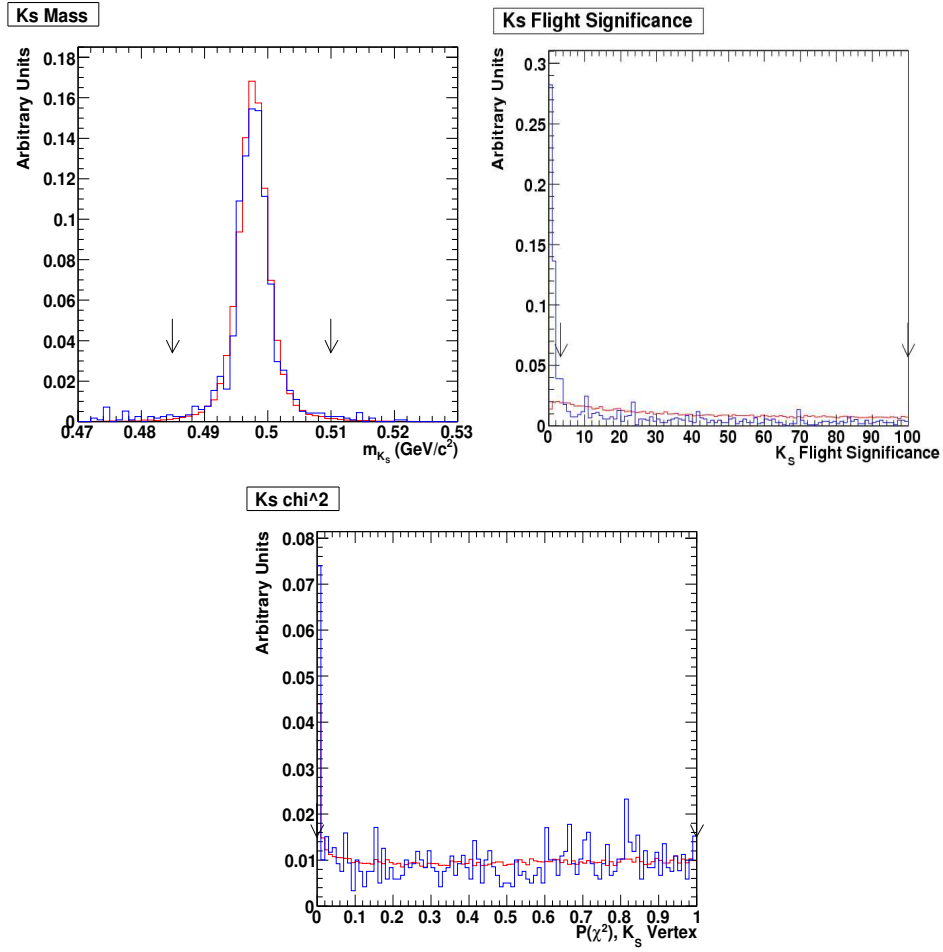 Ks Mass
Arbitrary Units
0.18
0.16
0.14
0.12
0.1
0.08
0.06
0.04
0.02
0
0.47 0.48 0.49 0.5 0.51 0.52 0.53
m_{K_S} (GeV/c²)
Ks Flight Significance
Arbitrary Units
0.3
0.25
0.2
0.15
0.1
0.05
0
0 10 20 30 40 50 60 70 80 90 100
K_S Flight Significance
Ks chi^2
Arbitrary Units
0.08
0.07
0.06
0.05
0.04
0.03
0.02
0.01
0
0 0.1 0.2 0.3 0.4 0.5 0.6 0.7 0.8 0.9 1
P(χ²), K_S Vertex